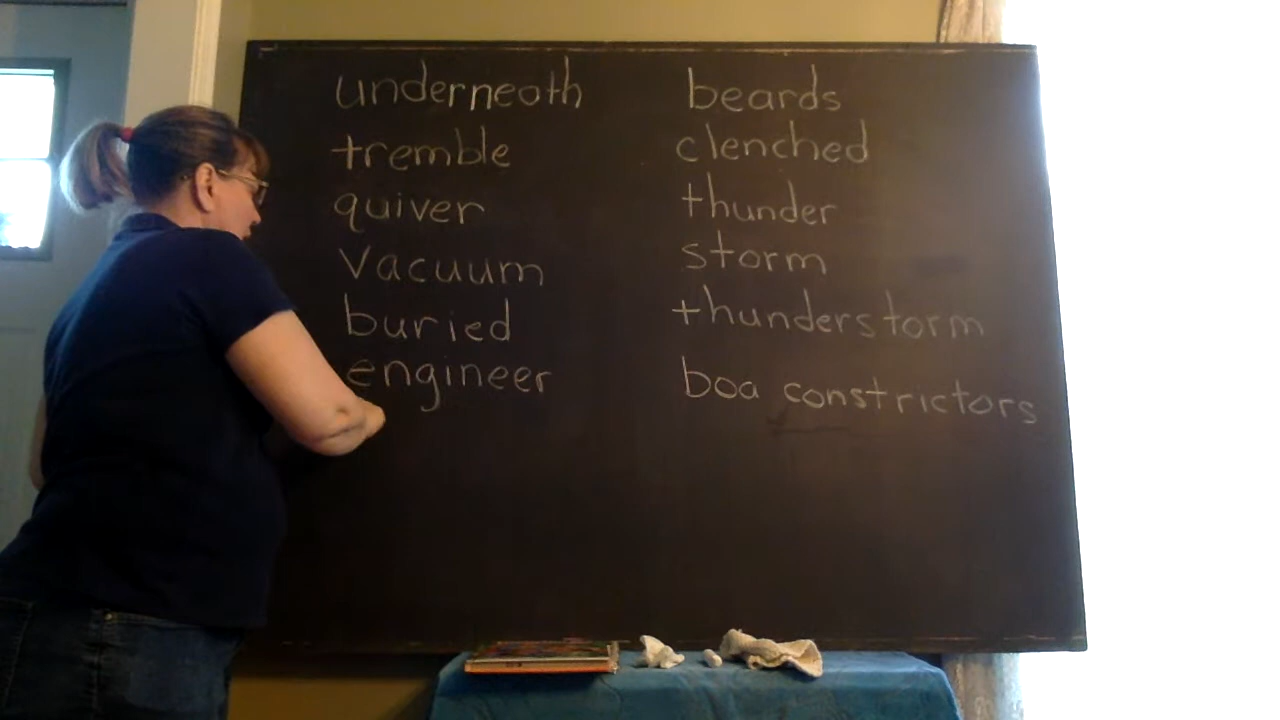 underneath
tremble
quiver
vacuum
buried
engineer
beards
clenched
thunder
storm
thunderstorm
boa constrictors